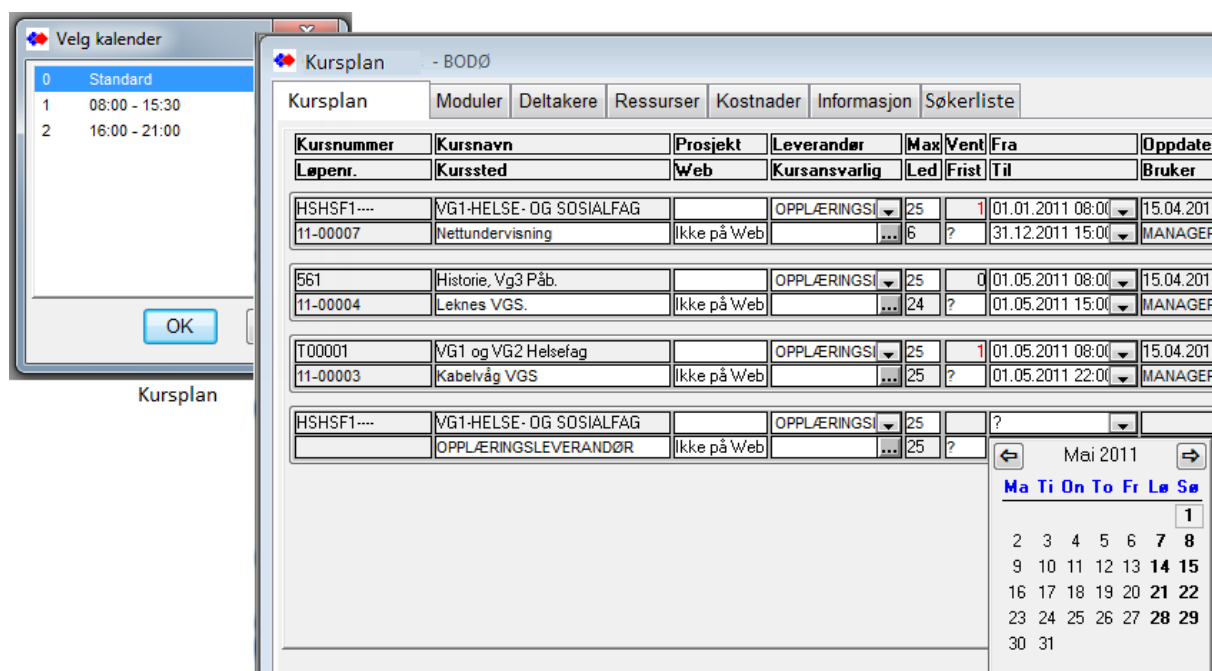 Velg kalender
0 Standard
1 08:00 - 15:30
2 16:00 - 21:00
OK
Kursplan
Kursplan - BODØ
Kursplan Moduler Deltakere Ressurser Kostnader Informasjon Søkerliste
Kursnummer Kursnavn Prosjekt Leverandør Max Vent Fra Oppdate
Løpenr. Kurssted Web Kursansvarlig Led Frist Til Bruker
HSHSF1---- VG1-HELSE- OG SOSIALFAG OPPLÆRINGSI 25 1 01.01.2011 08:0( 15.04.201
11-00007 Nettundervisning Ikke på Web ... 6 ? 31.12.2011 15:0( MANAGER
561 Historie, Vg3 Påb. OPPLÆRINGSI 25 0 01.05.2011 08:0( 15.04.201
11-00004 Leknes VGS. Ikke på Web ... 24 ? 01.05.2011 15:0( MANAGER
T00001 VG1 og VG2 Helsefag OPPLÆRINGSI 25 1 01.05.2011 08:0( 15.04.201
11-00003 Kabelvåg VGS Ikke på Web ... 25 ? 01.05.2011 22:0( MANAGER
HSHSF1---- VG1-HELSE- OG SOSIALFAG OPPLÆRINGSI 25 ?
OPPLÆRINGSLEVERANDØR Ikke på Web ... 25 ?
Mai 2011
Ma Ti On To Fr Lø Sø
1
2 3 4 5 6 7 8
9 10 11 12 13 14 15
16 17 18 19 20 21 22
23 24 25 26 27 28 29
30 31